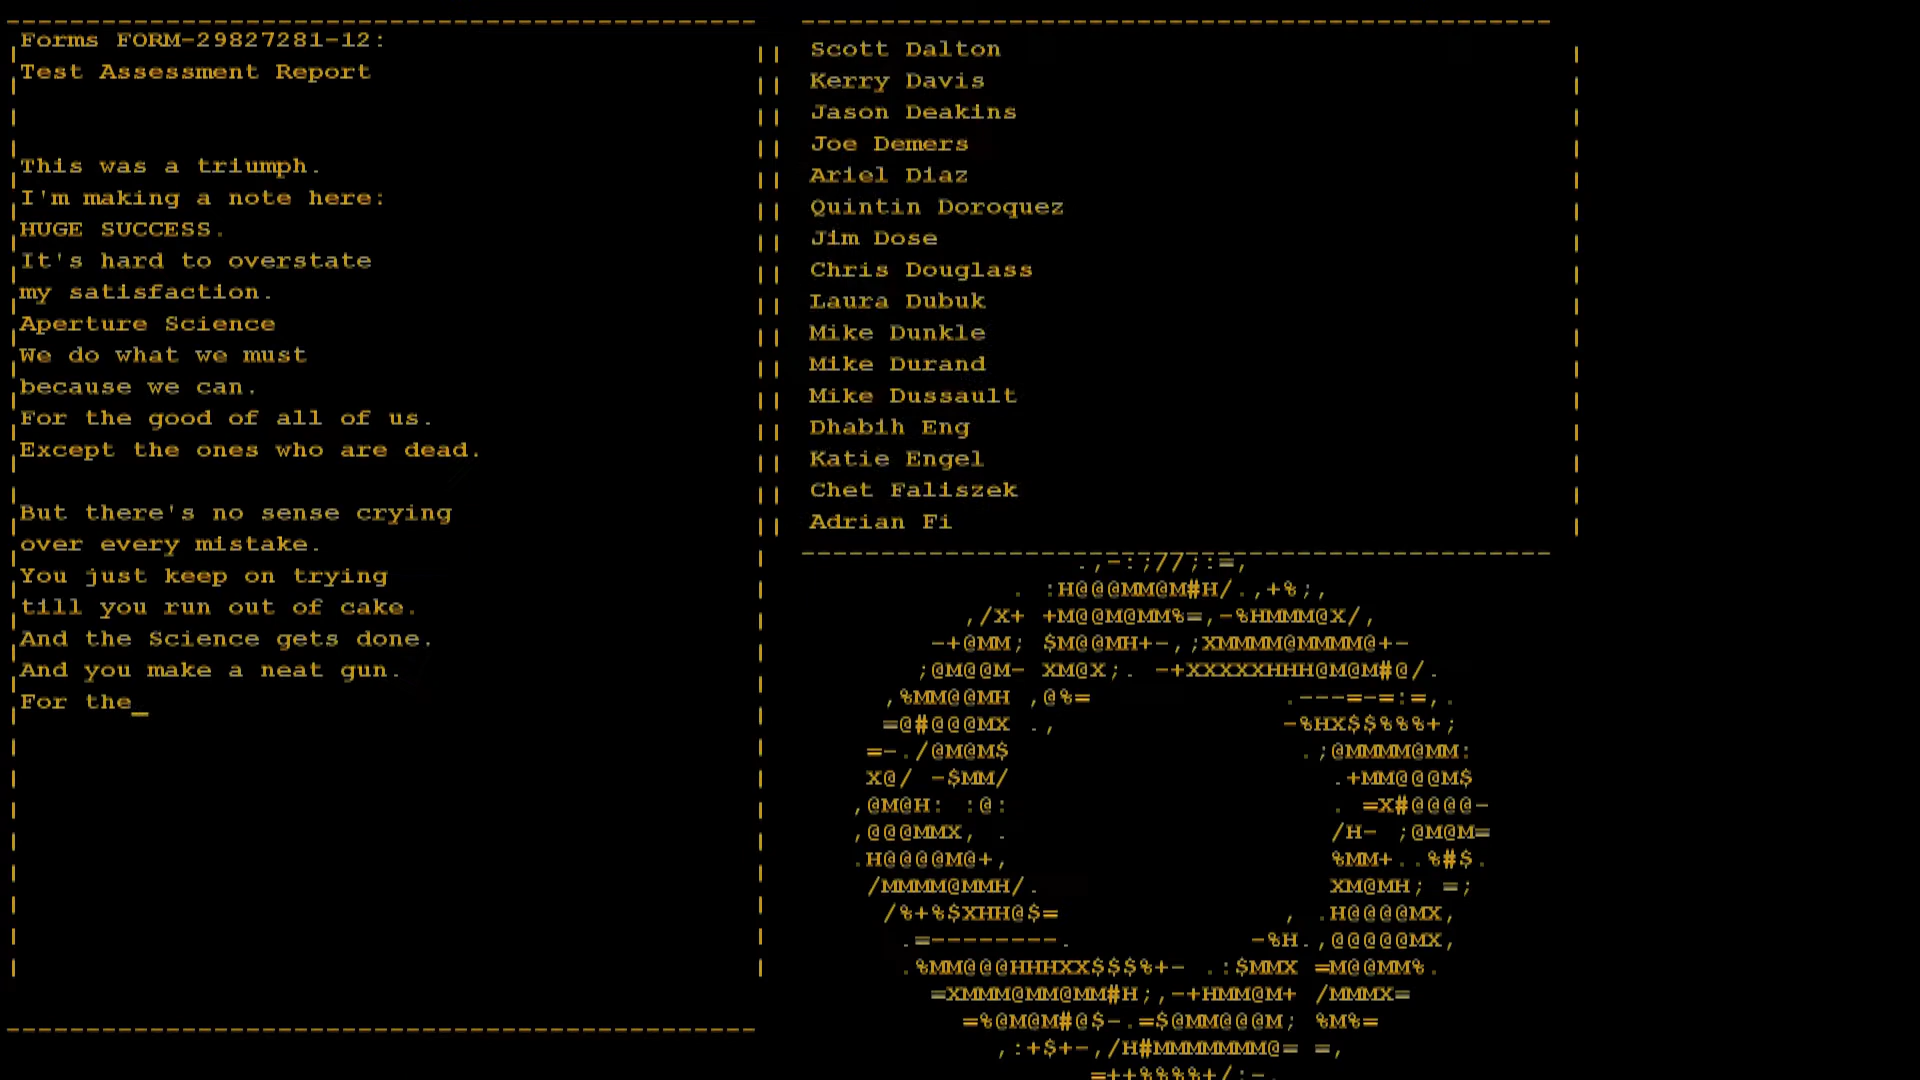 Forms FORM-29827281-12:
Test Assessment Report
This was a triumph.
I'm making a note here:
HUGE SUCCESS.
It's hard to overstate
my satisfaction.
Aperture Science
We do what we must
because we can.
For the good of all of us.
Except the ones who are dead.
But there's no sense crying
over every mistake.
You just keep on trying
till you run out of cake.
And the Science gets done.
And you make a neat gun.
For the_
Scott Dalton
Kerry Davis
Jason Deakins
Joe Demers
Ariel Diaz
Quintin Doroquez
Jim Dose
Chris Douglass
Laura Dubuk
Mike Dunkle
Mike Durand
Mike Dussault
Dhabih Eng
Katie Engel
Chet Faliszek
Adrian Fi